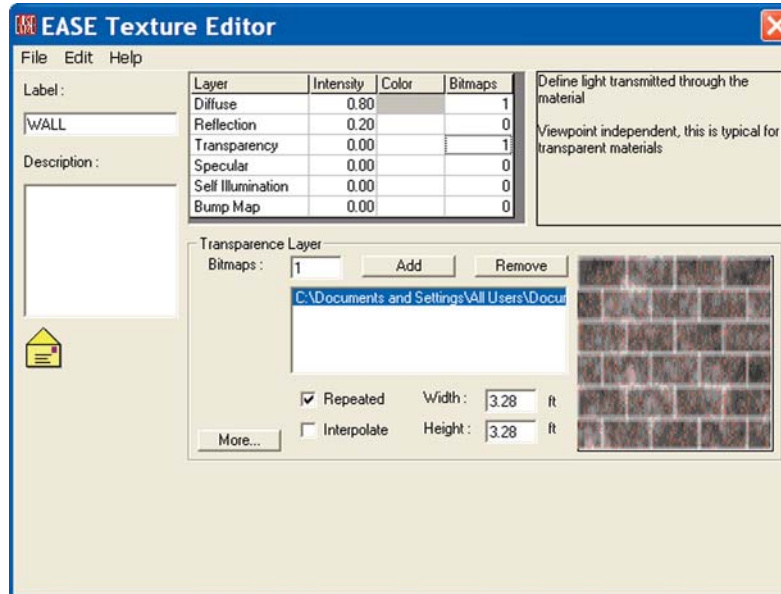 EASE Texture Editor
File Edit Help
Label :
WALL
Description :
Layer Intensity Color Bitmaps
Diffuse 0.80 1
Reflection 0.20 0
Transparency 0.00 1
Specular 0.00 0
Self Illumination 0.00 0
Bump Map 0.00 0
Define light transmitted through the
material
Viewpoint independent, this is typical for
transparent materials
Transparence Layer
Bitmaps : 1 Add Remove
C:\Documents and Settings\All Users\Docur
Repeated Width : 3.28 ft
Interpolate Height : 3.28 ft
More...